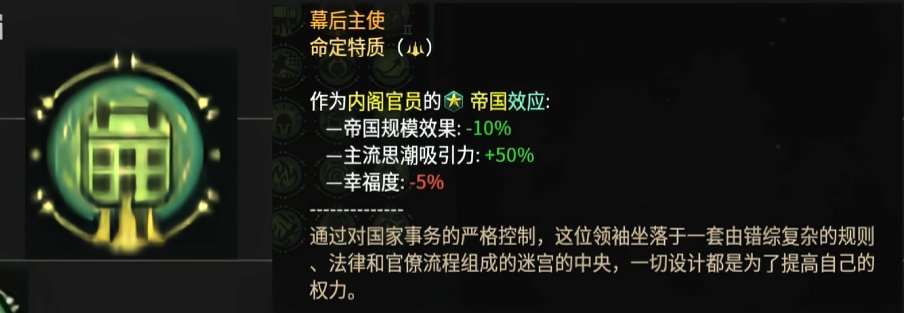 幕后主使
命定特质（）
作为内阁官员的 帝国效应:
–帝国规模效果: -10%
–主流思潮吸引力: +50%
–幸福度: -5%
--------------
通过对国家事务的严格控制，这位领袖坐落于一套由错综复杂的规则
、法律和官僚流程组成的迷宫的中央，一切设计都是为了提高自己的
权力。